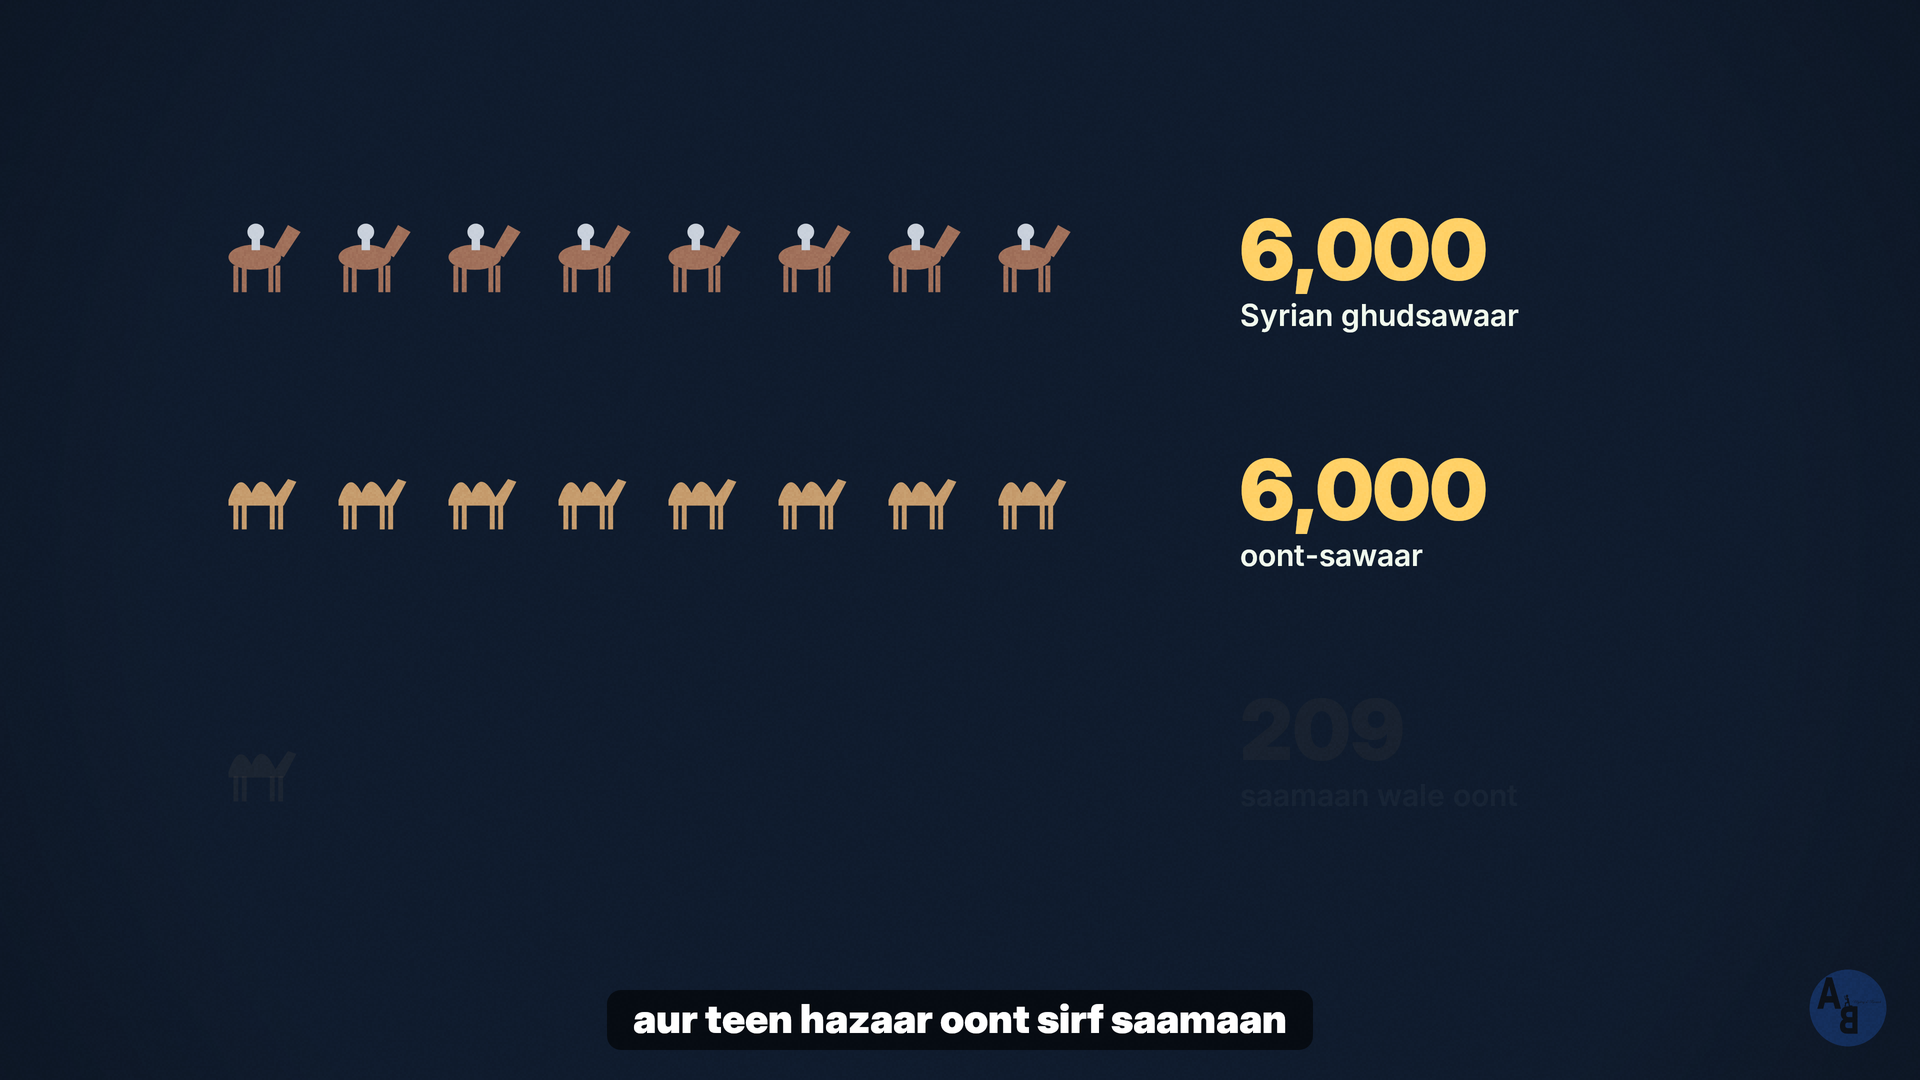 6,000
Syrian ghudsawaar
6,000
oont-sawaar
209
saamaan wale oont
aur teen hazaar oont sirf saamaan
A
B